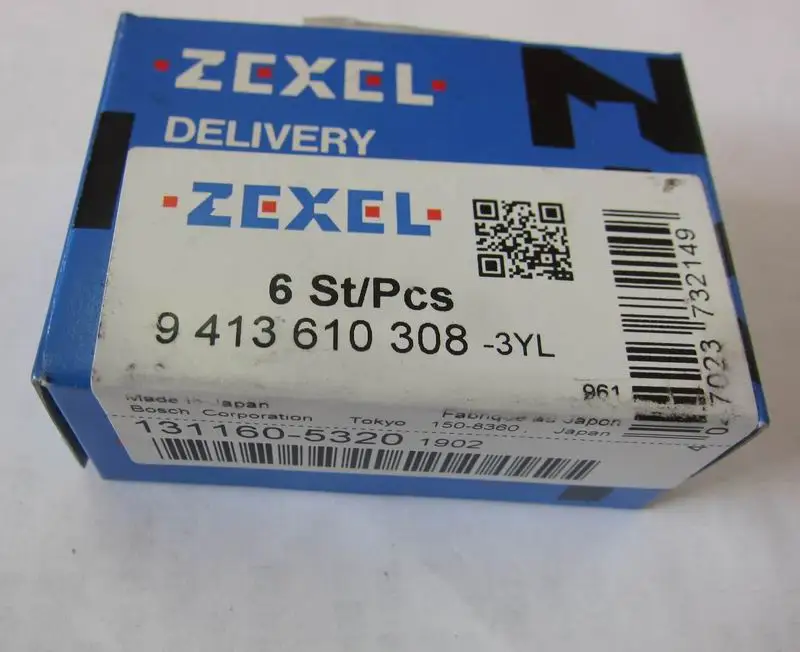 ZEXEL
DELIVERY
ZEXEL
6 St/Pcs
9 413 610 308 -3YL
961
Made in Japan
Bosch Corporation Tokyo 150-8360, Japan
Fabriqué au Japon
131160-5320 1902
4 027023 732149